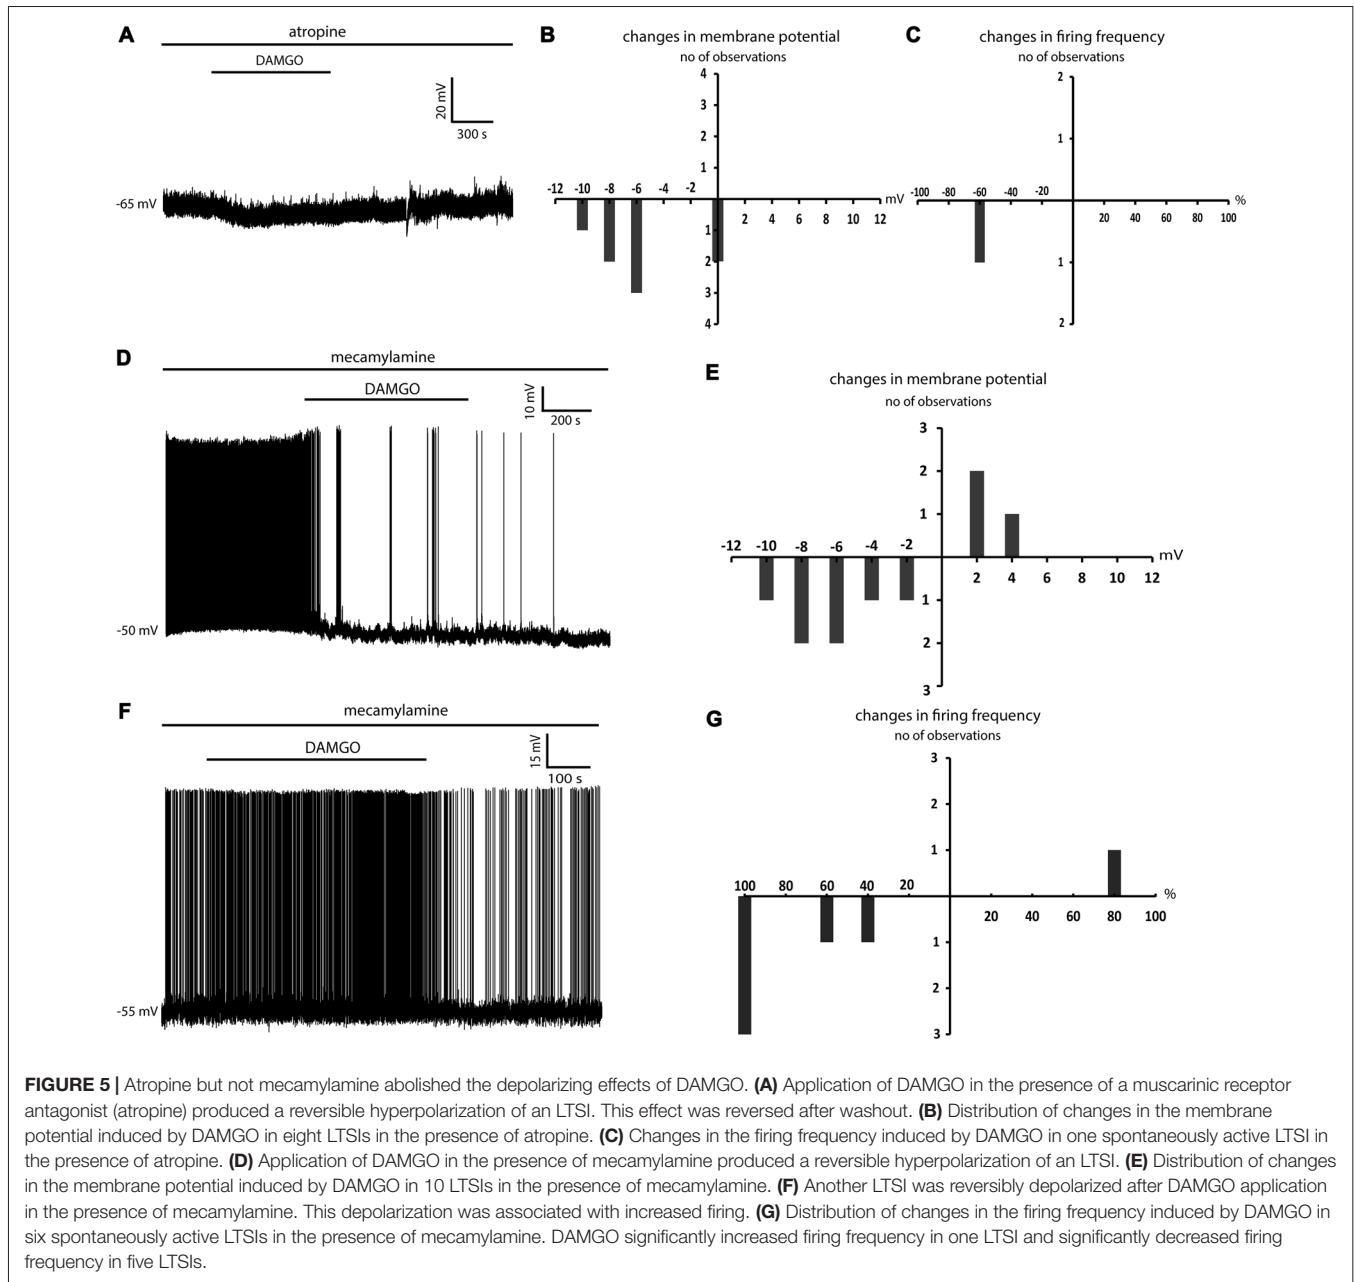 A
atropine
DAMGO
20 mV
300 s
-65 mV
B
changes in membrane potential
no of observations
4
3
2
1
-12 -10 -8 -6 -4 -2
mV
2 4 6 8 10 12
1
2
3
4
C
changes in firing frequency
no of observations
2
1
-100 -80 -60 -40 -20
%
20 40 60 80 100
1
2
D
mecamylamine
DAMGO
10 mV
200 s
-50 mV
E
changes in membrane potential
no of observations
3
2
1
-12 -10 -8 -6 -4 -2
mV
2 4 6 8 10 12
1
2
3
F
mecamylamine
DAMGO
15 mV
100 s
-55 mV
G
changes in firing frequency
no of observations
3
2
1
100 80 60 40 20
%
20 40 60 80 100
1
2
3
FIGURE 5 | Atropine but not mecamylamine abolished the depolarizing effects of DAMGO. (A) Application of DAMGO in the presence of a muscarinic receptor
antagonist (atropine) produced a reversible hyperpolarization of an LTSI. This effect was reversed after washout. (B) Distribution of changes in the membrane
potential induced by DAMGO in eight LTSIs in the presence of atropine. (C) Changes in the firing frequency induced by DAMGO in one spontaneously active LTSI in
the presence of atropine. (D) Application of DAMGO in the presence of mecamylamine produced a reversible hyperpolarization of an LTSI. (E) Distribution of changes
in the membrane potential induced by DAMGO in 10 LTSIs in the presence of mecamylamine. (F) Another LTSI was reversibly depolarized after DAMGO application
in the presence of mecamylamine. This depolarization was associated with increased firing. (G) Distribution of changes in the firing frequency induced by DAMGO in
six spontaneously active LTSIs in the presence of mecamylamine. DAMGO significantly increased firing frequency in one LTSI and significantly decreased firing
frequency in five LTSIs.